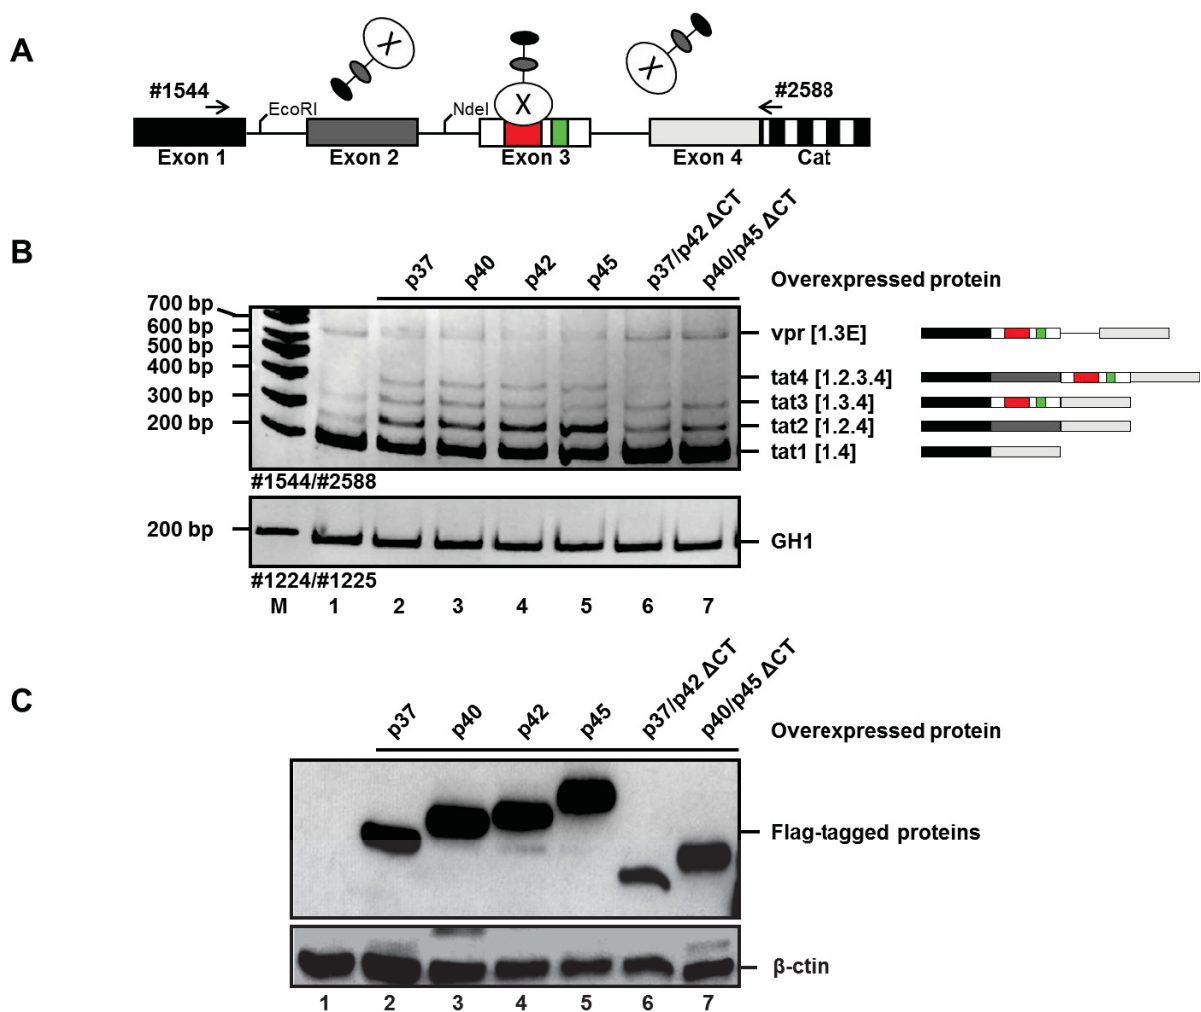 A
X X X
#1544 EcoRI NdeI #2588
Exon 1 Exon 2 Exon 3 Exon 4 Cat
B
p37 p40 p42 p45 p37/p42 ΔCT p40/p45 ΔCT
Overexpressed protein
700 bp
600 bp
500 bp
400 bp
300 bp
200 bp
vpr [1.3E]
tat4 [1.2.3.4]
tat3 [1.3.4]
tat2 [1.2.4]
tat1 [1.4]
#1544/#2588
200 bp
GH1
#1224/#1225
M 1 2 3 4 5 6 7
C
p37 p40 p42 p45 p37/p42 ΔCT p40/p45 ΔCT
Overexpressed protein
Flag-tagged proteins
β-ctin
1 2 3 4 5 6 7